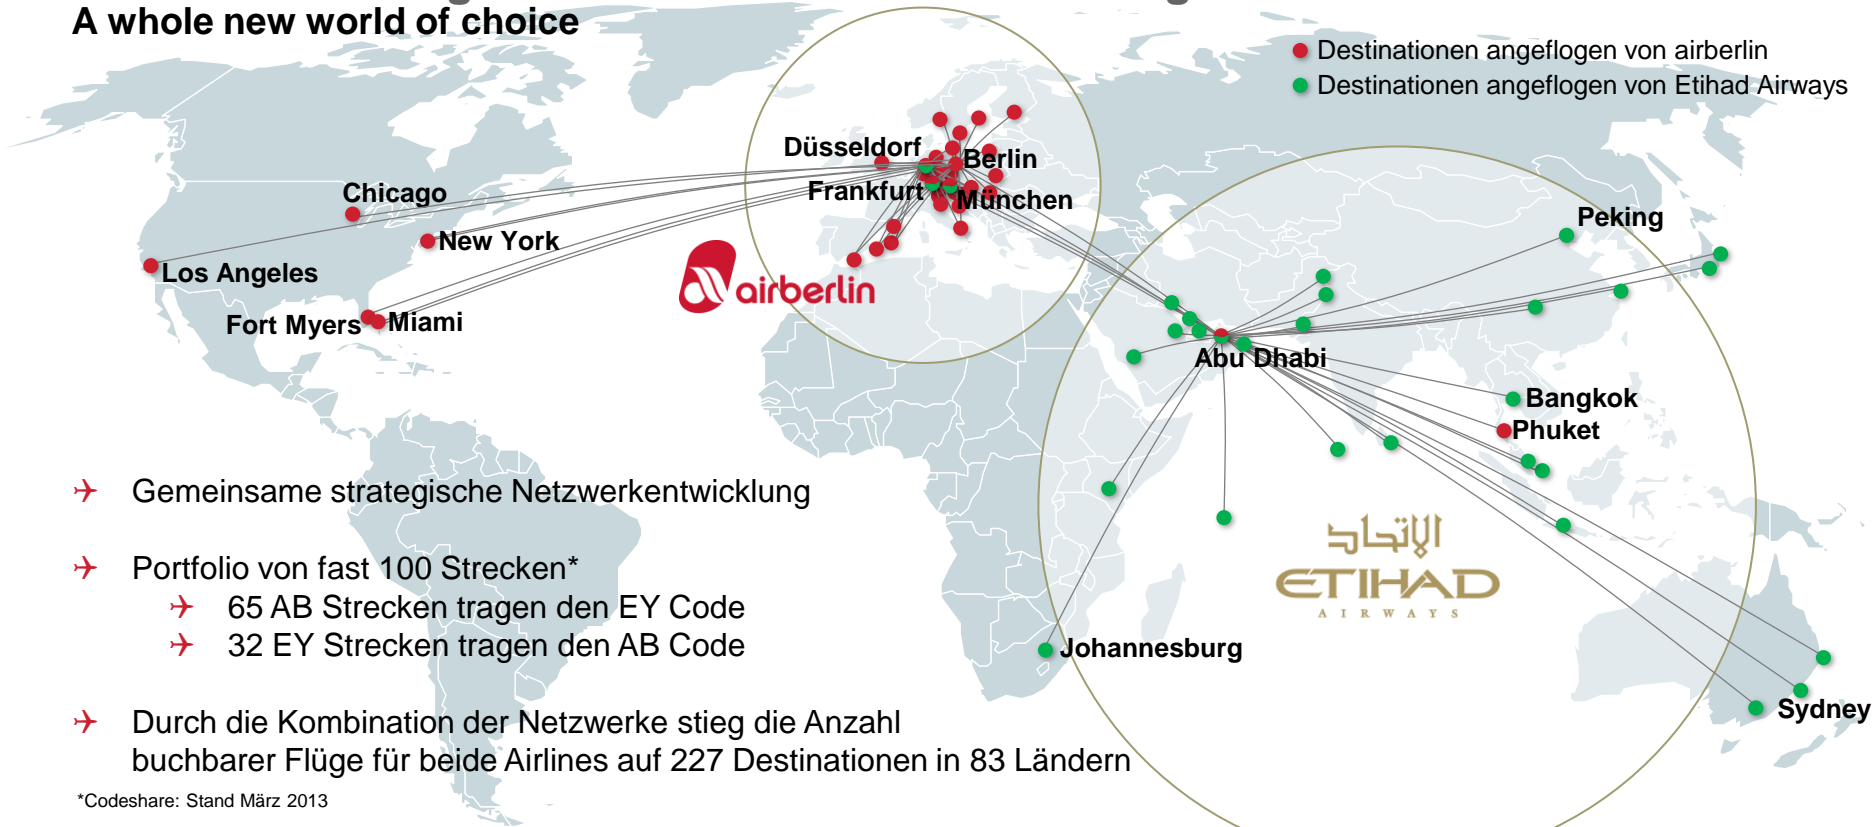 A whole new world of choice
Destinationen angeflogen von airberlin
Destinationen angeflogen von Etihad Airways
Düsseldorf
Berlin
Frankfurt
München
Chicago
New York
Los Angeles
Fort Myers
Miami
airberlin
Peking
Abu Dhabi
Bangkok
Phuket
الإتحاد
ETIHAD
AIRWAYS
Johannesburg
Sydney
Gemeinsame strategische Netzwerkentwicklung
Portfolio von fast 100 Strecken*
65 AB Strecken tragen den EY Code
32 EY Strecken tragen den AB Code
Durch die Kombination der Netzwerke stieg die Anzahl
buchbarer Flüge für beide Airlines auf 227 Destinationen in 83 Ländern
*Codeshare: Stand März 2013